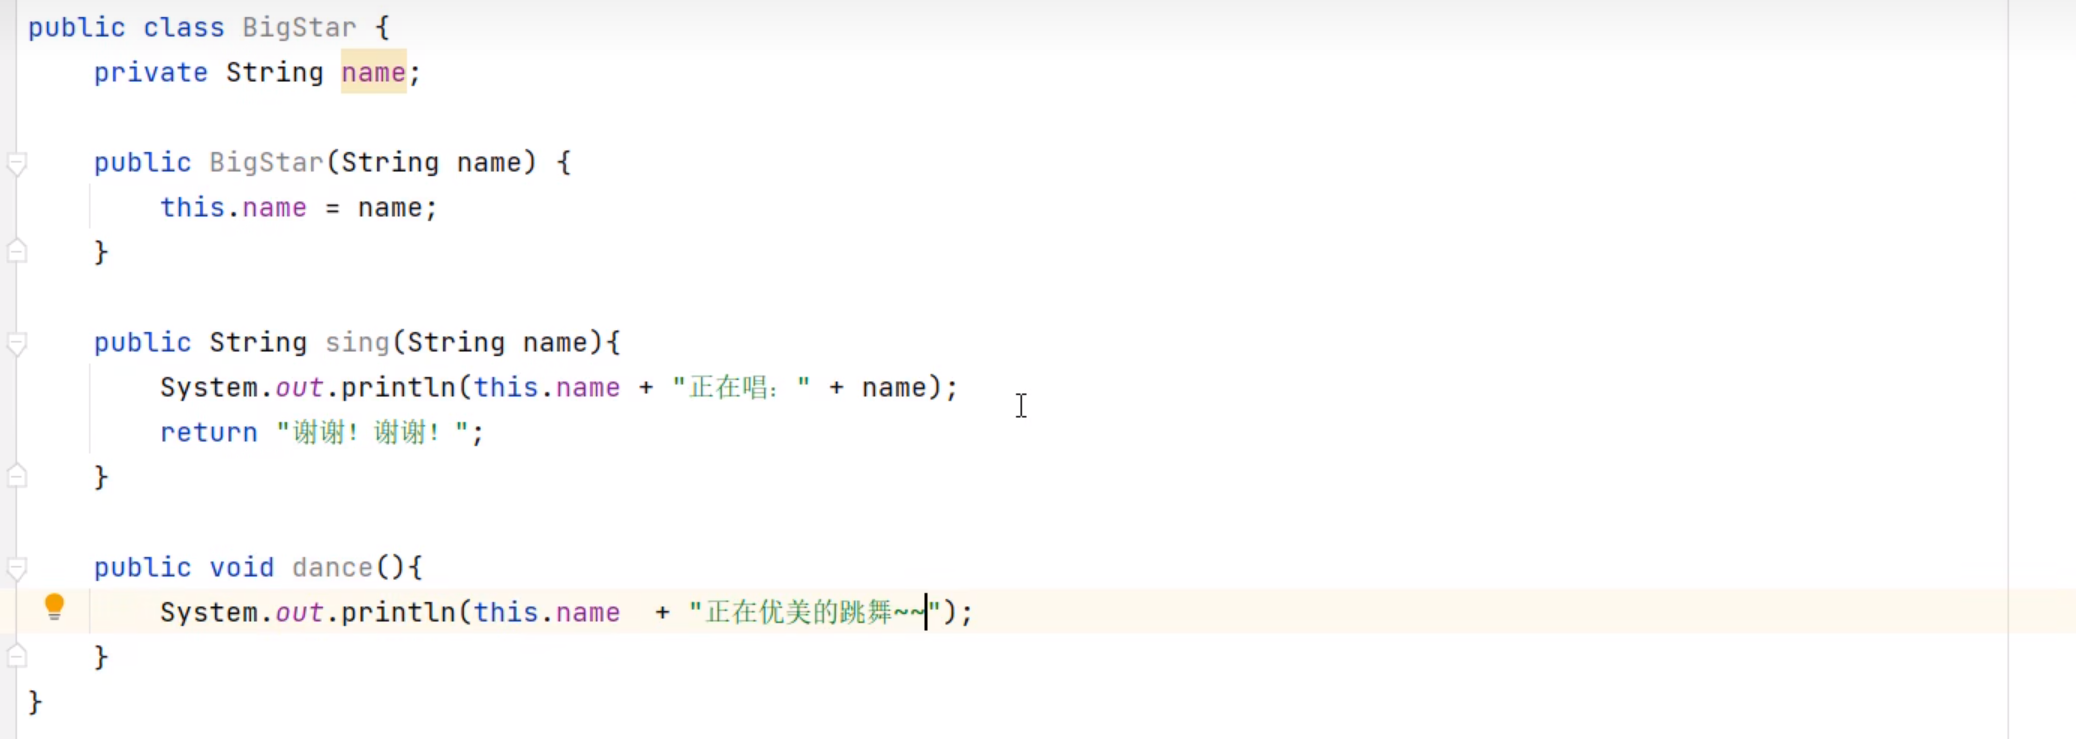 public class BigStar {
    private String name;
    public BigStar(String name) {
        this.name = name;
    }
    public String sing(String name){
        System.out.println(this.name + "正在唱：" + name);
        return "谢谢！谢谢！";
    }
    public void dance(){
        System.out.println(this.name  + "正在优美的跳舞~~");
    }
}